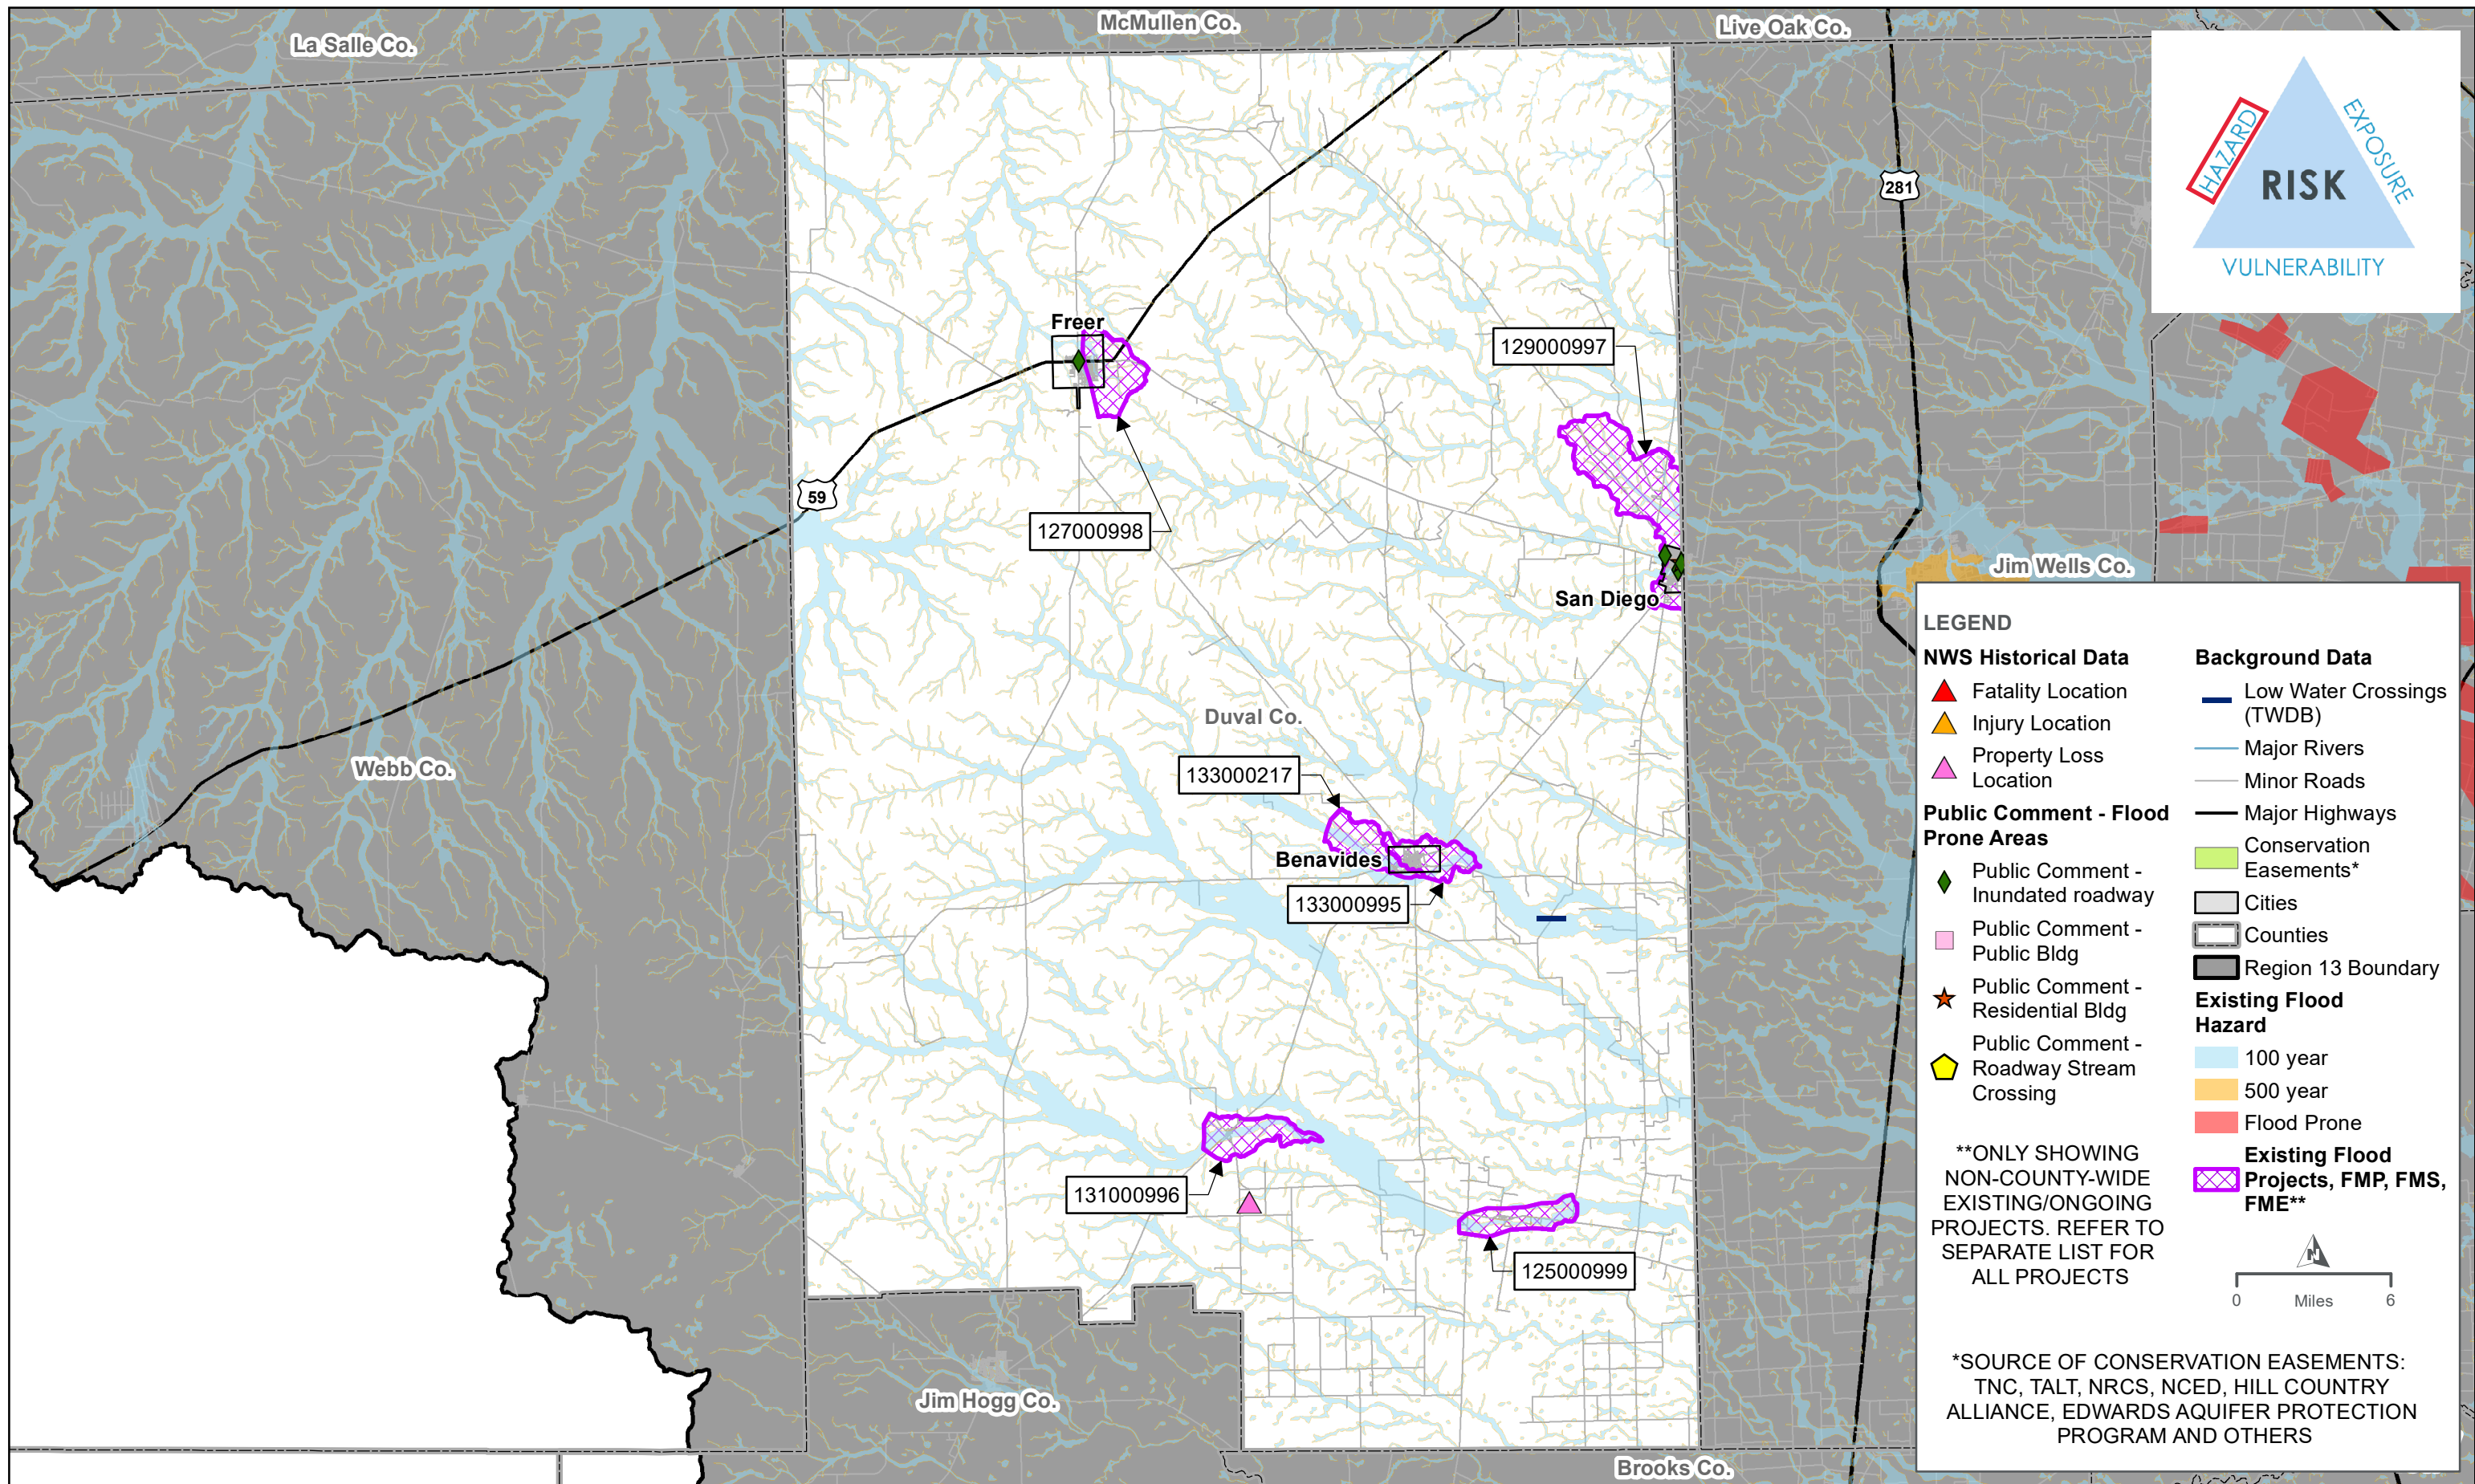 La Salle Co.
McMullen Co.
Live Oak Co.
HAZARD
EXPOSURE
RISK
VULNERABILITY
281
Freer
129000997
59
127000998
Jim Wells Co.
San Diego
Duval Co.
Webb Co.
133000217
Benavides
133000995
131000996
125000999
Jim Hogg Co.
Brooks Co.
LEGEND
NWS Historical Data
Fatality Location
Injury Location
Property Loss
Location
Public Comment - Flood
Prone Areas
Public Comment -
Inundated roadway
Public Comment -
Public Bldg
Public Comment -
Residential Bldg
Public Comment -
Roadway Stream
Crossing
**ONLY SHOWING
NON-COUNTY-WIDE
EXISTING/ONGOING
PROJECTS. REFER TO
SEPARATE LIST FOR
ALL PROJECTS
Background Data
Low Water Crossings
(TWDB)
Major Rivers
Minor Roads
Major Highways
Conservation
Easements*
Cities
Counties
Region 13 Boundary
Existing Flood
Hazard
100 year
500 year
Flood Prone
Existing Flood
Projects, FMP, FMS,
FME**
N
0 Miles 6
*SOURCE OF CONSERVATION EASEMENTS:
TNC, TALT, NRCS, NCED, HILL COUNTRY
ALLIANCE, EDWARDS AQUIFER PROTECTION
PROGRAM AND OTHERS